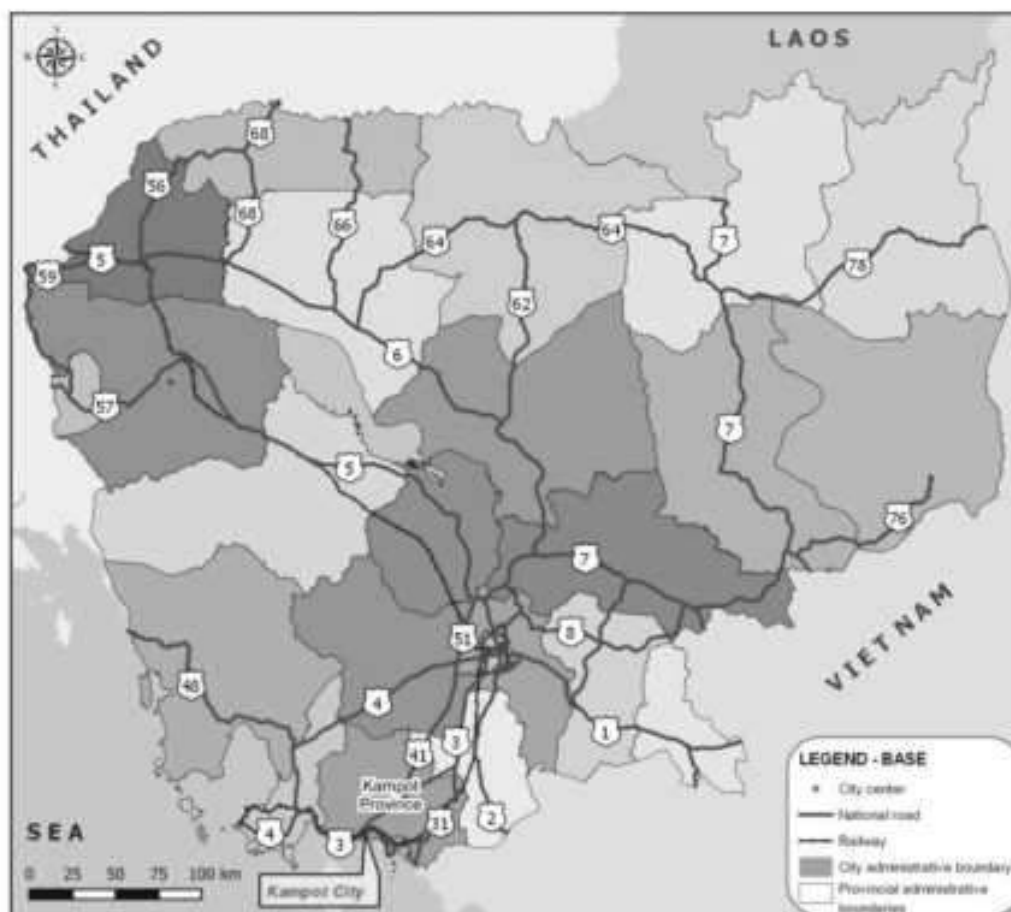 LAOS
THAILAND
68
56
68
66
64
64
7
5
59
78
62
6
57
7
5
76
7
VIETNAM
8
51
48
4
1
41
3
Kampot
Province
2
31
4
3
SEA
0 25 50 75 100 km
Kampot City
LEGEND - BASE
City center
National road
Railway
City administrative boundary
Provincial administrative
boundaries